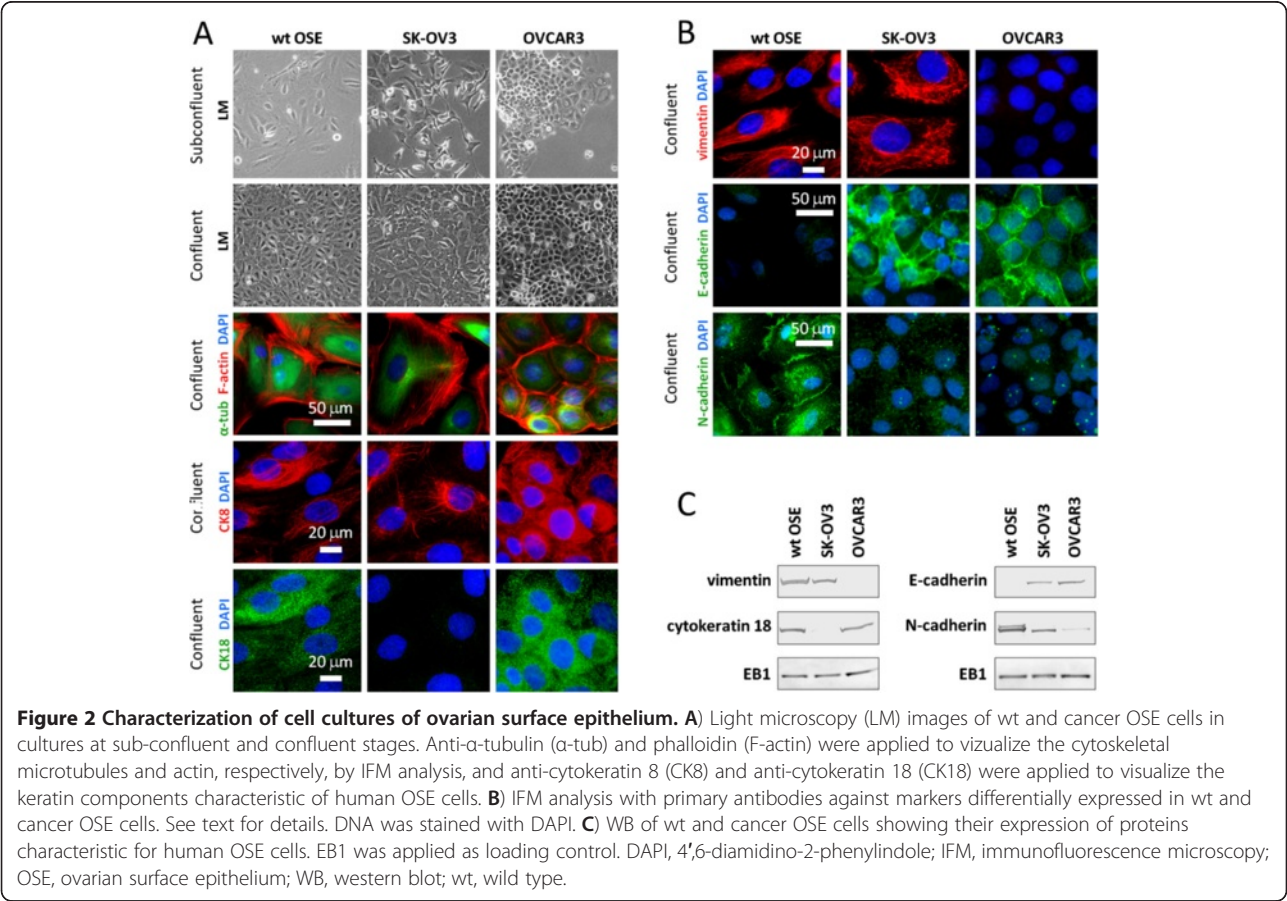 A
wt OSE
SK-OV3
OVCAR3
Subconfluent
LM
Confluent
LM
Confluent
α-tub F-actin DAPI
50 µm
CK8 DAPI
20 µm
Confluent
CK18 DAPI
20 µm
B
wt OSE
SK-OV3
OVCAR3
Confluent
vimentin DAPI
20 µm
Confluent
E-cadherin DAPI
50 µm
Confluent
N-cadherin DAPI
50 µm
C
wt OSE
SK-OV3
OVCAR3
vimentin
cytokeratin 18
EB1
wt OSE
SK-OV3
OVCAR3
E-cadherin
N-cadherin
EB1
Figure 2 Characterization of cell cultures of ovarian surface epithelium. A) Light microscopy (LM) images of wt and cancer OSE cells in
cultures at sub-confluent and confluent stages. Anti-α-tubulin (α-tub) and phalloidin (F-actin) were applied to vizualize the cytoskeletal
microtubules and actin, respectively, by IFM analysis, and anti-cytokeratin 8 (CK8) and anti-cytokeratin 18 (CK18) were applied to visualize the
keratin components characteristic of human OSE cells. B) IFM analysis with primary antibodies against markers differentially expressed in wt and
cancer OSE cells. See text for details. DNA was stained with DAPI. C) WB of wt and cancer OSE cells showing their expression of proteins
characteristic for human OSE cells. EB1 was applied as loading control. DAPI, 4′,6-diamidino-2-phenylindole; IFM, immunofluorescence microscopy;
OSE, ovarian surface epithelium; WB, western blot; wt, wild type.